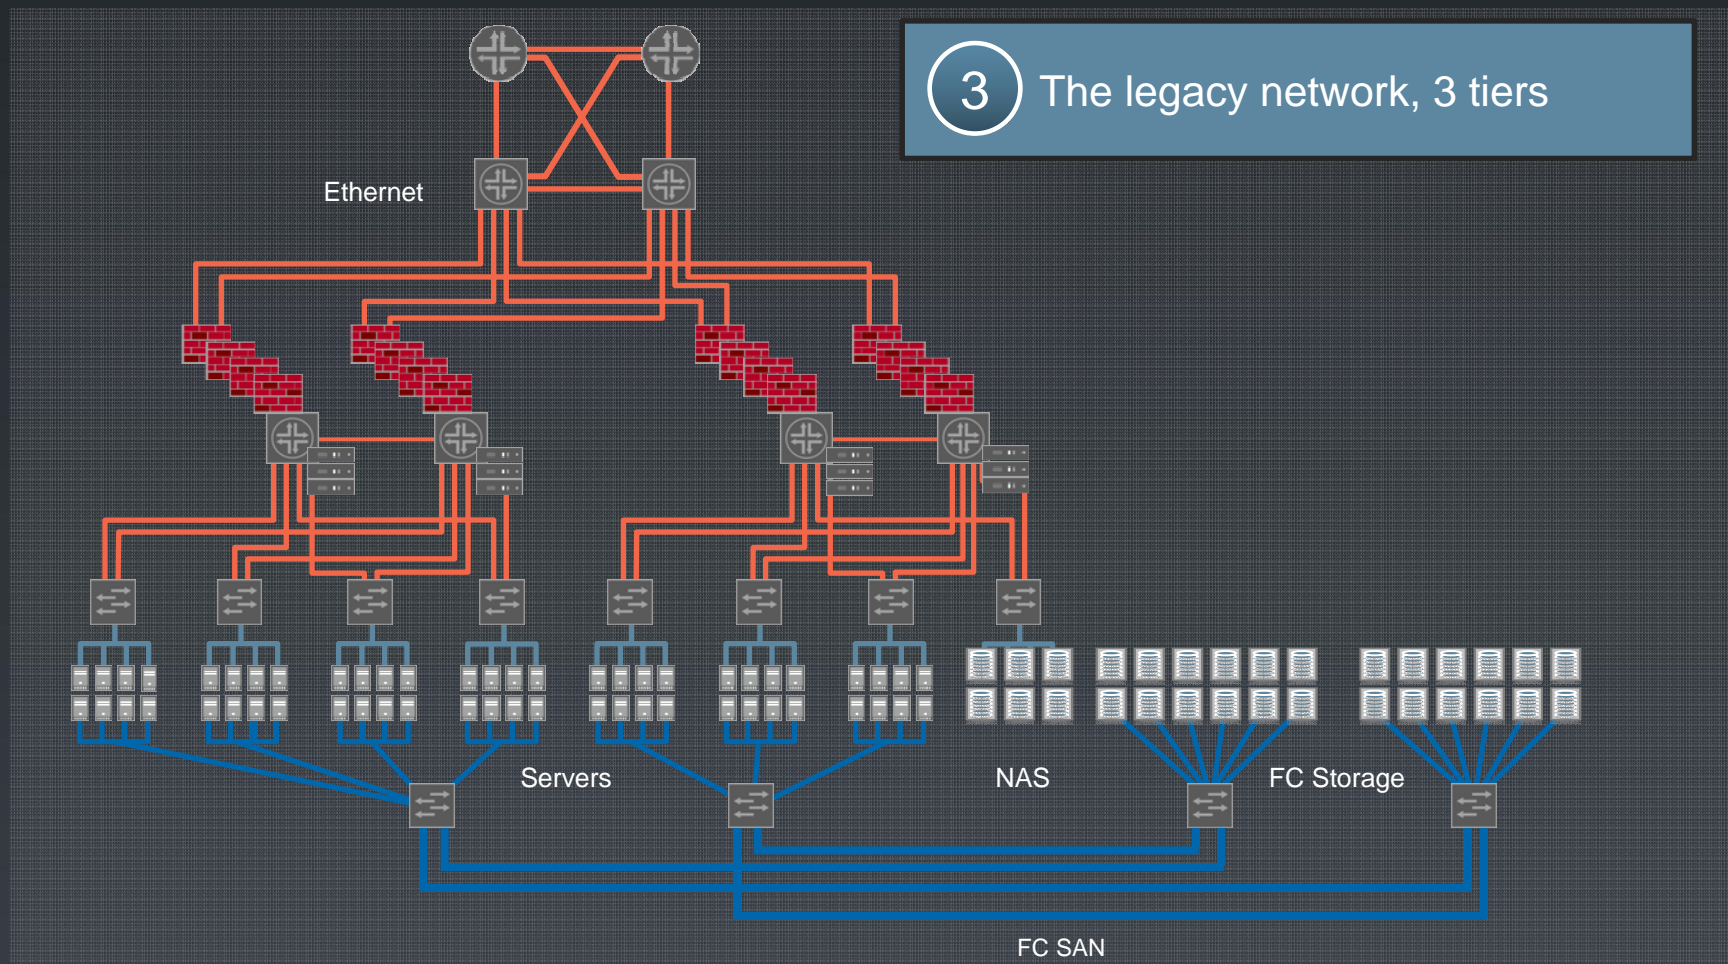 3 The legacy network, 3 tiers
Ethernet
Servers
NAS
FC Storage
FC SAN